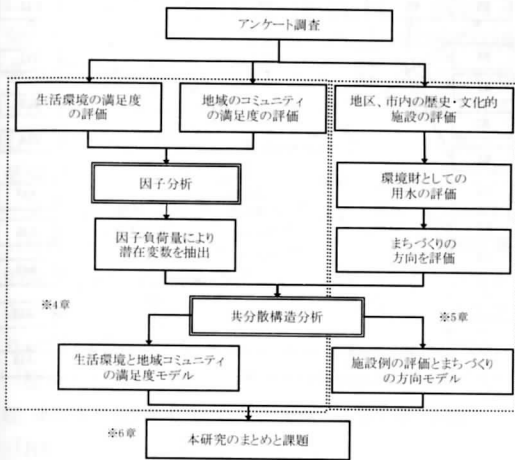 アンケート調査
生活環境の満足度
の評価
地域のコミュニティ
の満足度の評価
地区、市内の歴史・文化的
施設の評価
因子分析
環境財としての
用水の評価
因子負荷量により
潜在変数を抽出
まちづくりの
方向を評価
※4章
共分散構造分析
※5章
生活環境と地域コミュニティ
の満足度モデル
施設例の評価とまちづくり
の方向モデル
※6章
本研究のまとめと課題